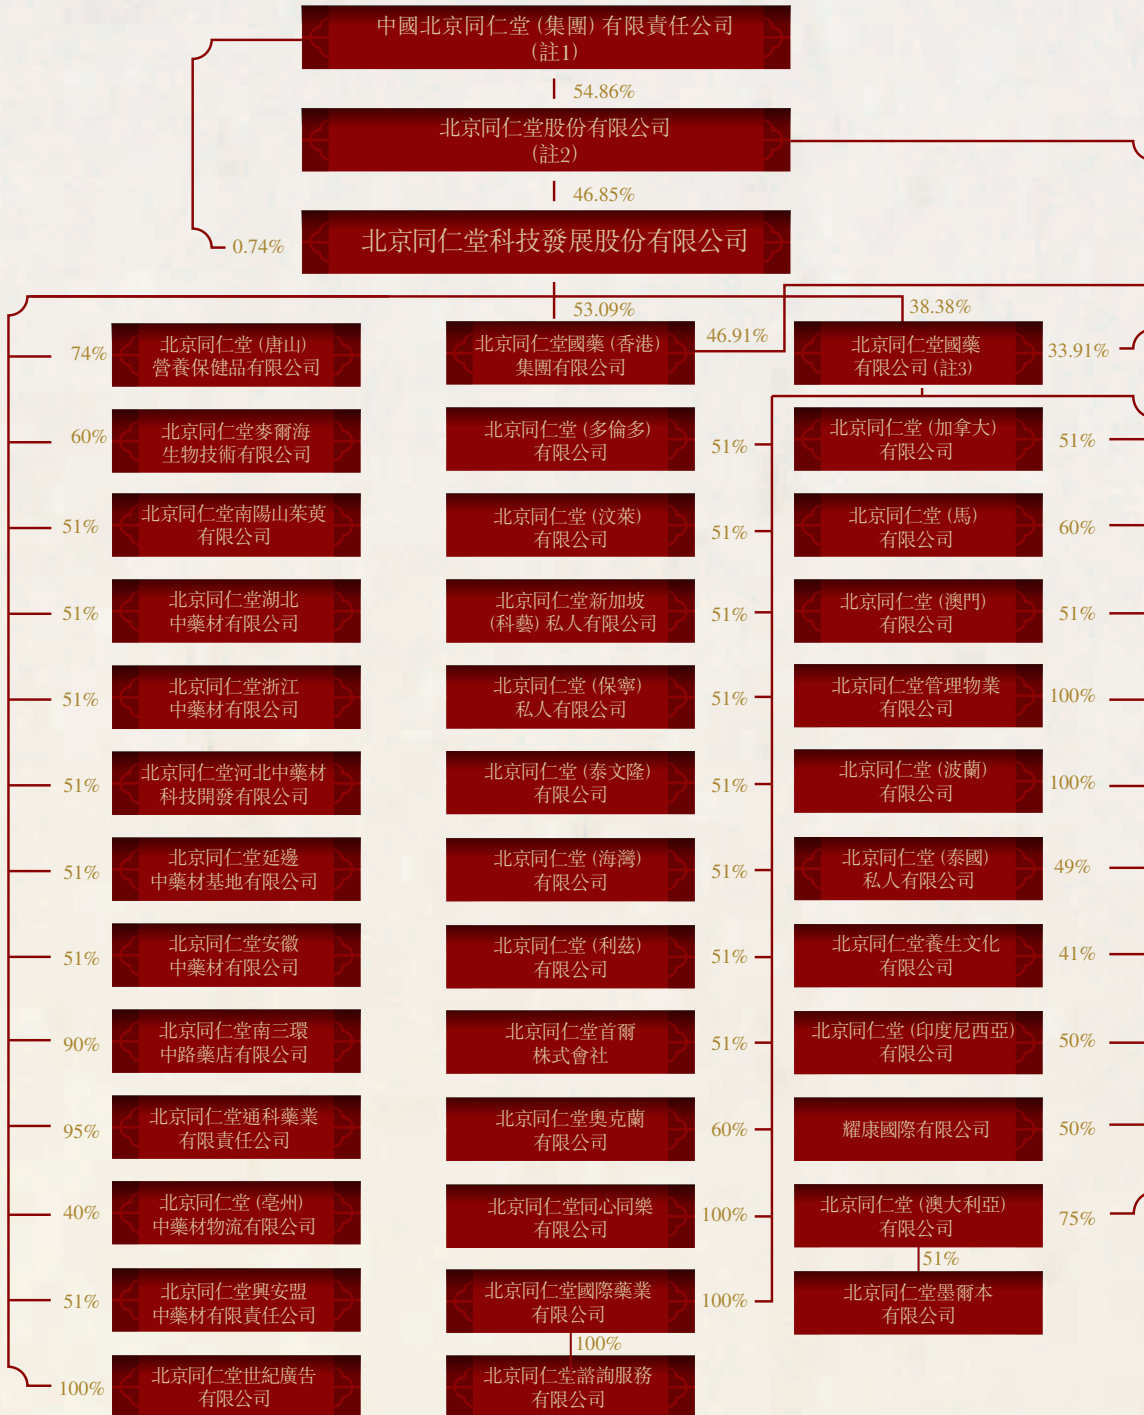 中國北京同仁堂 (集團) 有限責任公司
(註1)
54.86%
北京同仁堂股份有限公司
(註2)
46.85%
北京同仁堂科技發展股份有限公司
0.74%
53.09%
38.38%
74%
北京同仁堂 (唐山)
營養保健品有限公司
北京同仁堂國藥 (香港)
集團有限公司
46.91%
北京同仁堂國藥
有限公司 (註3)
33.91%
60%
北京同仁堂麥爾海
生物技術有限公司
北京同仁堂 (多倫多)
有限公司
51%
北京同仁堂 (加拿大)
有限公司
51%
51%
北京同仁堂南陽山茱萸
有限公司
北京同仁堂 (汶萊)
有限公司
51%
北京同仁堂 (馬)
有限公司
60%
51%
北京同仁堂湖北
中藥材有限公司
北京同仁堂新加坡
(科藝) 私人有限公司
51%
北京同仁堂 (澳門)
有限公司
51%
51%
北京同仁堂浙江
中藥材有限公司
北京同仁堂 (保寧)
私人有限公司
51%
北京同仁堂管理物業
有限公司
100%
51%
北京同仁堂河北中藥材
科技開發有限公司
北京同仁堂 (泰文隆)
有限公司
51%
北京同仁堂 (波蘭)
有限公司
100%
51%
北京同仁堂延邊
中藥材基地有限公司
北京同仁堂 (海灣)
有限公司
51%
北京同仁堂 (泰國)
私人有限公司
49%
51%
北京同仁堂安徽
中藥材有限公司
北京同仁堂 (利茲)
有限公司
51%
北京同仁堂養生文化
有限公司
41%
90%
北京同仁堂南三環
中路藥店有限公司
北京同仁堂首爾
株式會社
51%
北京同仁堂 (印度尼西亞)
有限公司
50%
95%
北京同仁堂通科藥業
有限責任公司
北京同仁堂奧克蘭
有限公司
60%
耀康國際有限公司
50%
40%
北京同仁堂 (亳州)
中藥材物流有限公司
北京同仁堂同心同樂
有限公司
100%
北京同仁堂 (澳大利亞)
有限公司
75%
51%
51%
北京同仁堂興安盟
中藥材有限責任公司
北京同仁堂國際藥業
有限公司
100%
北京同仁堂墨爾本
有限公司
100%
100%
北京同仁堂世紀廣告
有限公司
北京同仁堂諮詢服務
有限公司